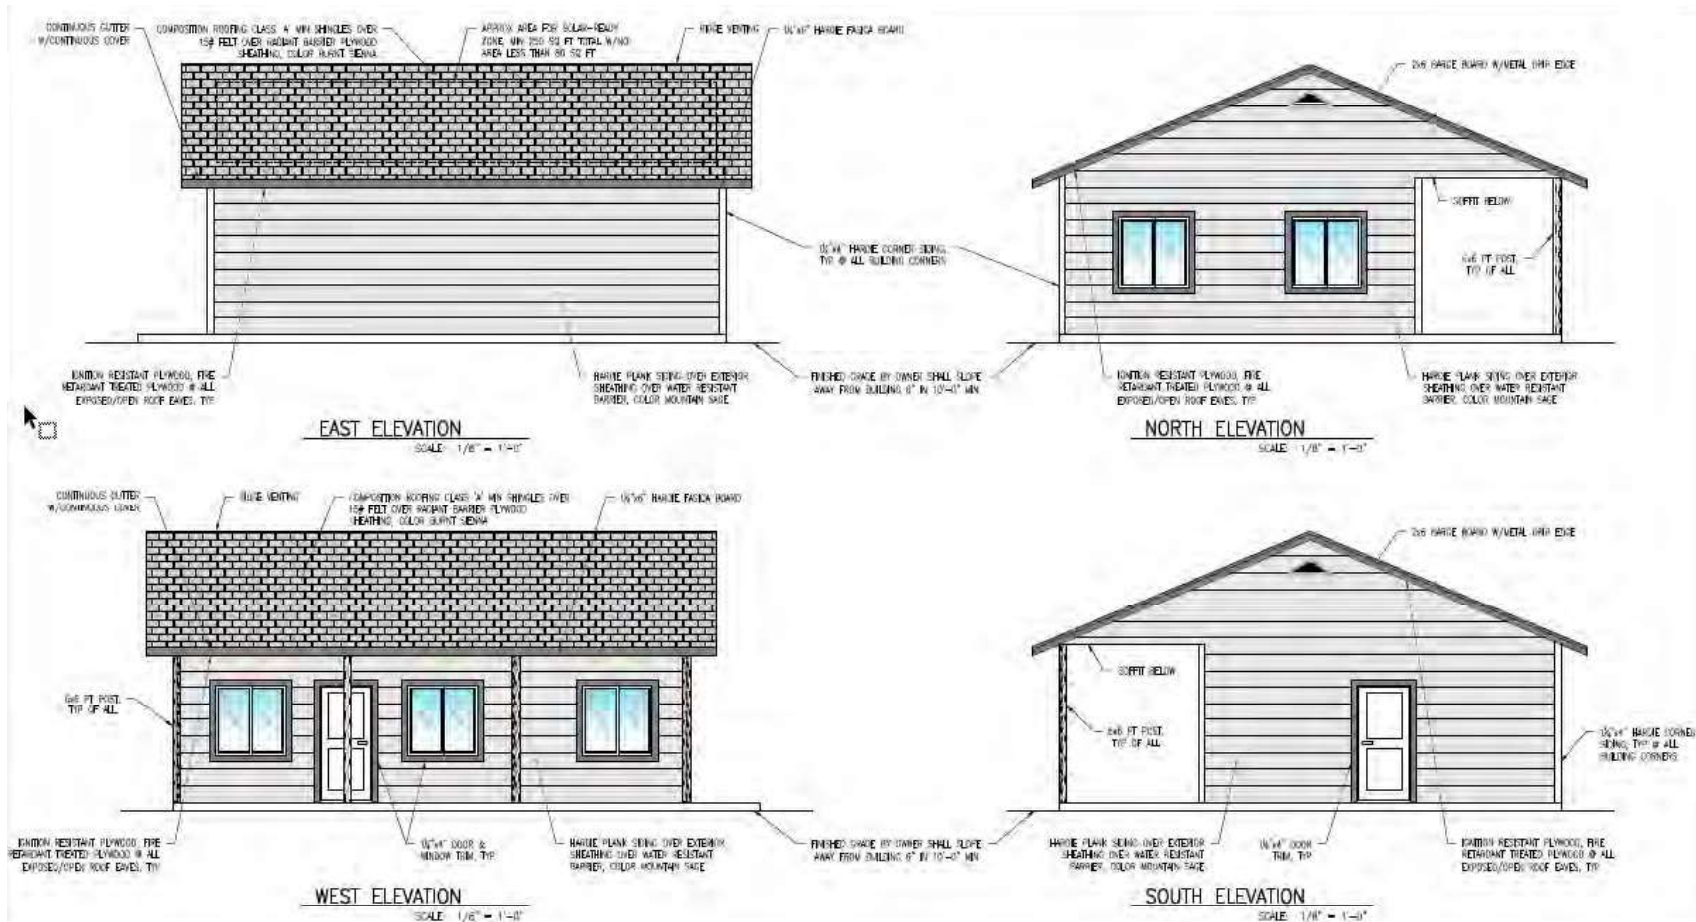 CONTINUOUS GUTTER
W/CONTINUOUS COVER
COMPOSITION ROOFING CLASS 'A' MIN SHINGLES OVER
15# FELT OVER RADIANT BARRIER PLYWOOD
SHEATHING, COLOR BURNT SIENNA
APPROX AREA FOR SOLAR-READY
ZONE, MIN 250 SQ FT TOTAL W/NO
AREA LESS THAN 80 SQ FT
RIDGE VENTING
HARDIE FASICA BOARD
2x6 BARGE BOARD W/METAL DRIP EDGE
SOFFIT BELOW
6x6 PT POST,
TYP OF ALL
HARDIE CORNER SIDING,
TYP @ ALL BUILDING CORNERS
IGNITION RESISTANT PLYWOOD, FIRE
RETARDANT TREATED PLYWOOD @ ALL
EXPOSED/OPEN ROOF EAVES, TYP
HARDIE PLANK SIDING OVER EXTERIOR
SHEATHING OVER WATER RESISTANT
BARRIER, COLOR MOUNTAIN SAGE
FINISHED GRADE BY OWNER SHALL SLOPE
AWAY FROM BUILDING 6" IN 10'-0" MIN
IGNITION RESISTANT PLYWOOD, FIRE
RETARDANT TREATED PLYWOOD @ ALL
EXPOSED/OPEN ROOF EAVES, TYP
HARDIE PLANK SIDING OVER EXTERIOR
SHEATHING OVER WATER RESISTANT
BARRIER, COLOR MOUNTAIN SAGE
EAST ELEVATION
SCALE: 1/8" = 1'-0"
NORTH ELEVATION
SCALE: 1/8" = 1'-0"
CONTINUOUS GUTTER
W/CONTINUOUS COVER
RIDGE VENTING
COMPOSITION ROOFING CLASS 'A' MIN SHINGLES OVER
15# FELT OVER RADIANT BARRIER PLYWOOD
SHEATHING, COLOR BURNT SIENNA
HARDIE FASICA BOARD
2x6 BARGE BOARD W/METAL DRIP EDGE
6x6 PT POST,
TYP OF ALL
SOFFIT BELOW
6x6 PT POST,
TYP OF ALL
HARDIE CORNER
SIDING, TYP @ ALL
BUILDING CORNERS
IGNITION RESISTANT PLYWOOD, FIRE
RETARDANT TREATED PLYWOOD @ ALL
EXPOSED/OPEN ROOF EAVES, TYP
DOOR &
WINDOW TRIM, TYP
HARDIE PLANK SIDING OVER EXTERIOR
SHEATHING OVER WATER RESISTANT
BARRIER, COLOR MOUNTAIN SAGE
FINISHED GRADE BY OWNER SHALL SLOPE
AWAY FROM BUILDING 6" IN 10'-0" MIN
HARDIE PLANK SIDING OVER EXTERIOR
SHEATHING OVER WATER RESISTANT
BARRIER, COLOR MOUNTAIN SAGE
DOOR
TRIM, TYP
IGNITION RESISTANT PLYWOOD, FIRE
RETARDANT TREATED PLYWOOD @ ALL
EXPOSED/OPEN ROOF EAVES, TYP
WEST ELEVATION
SCALE: 1/8" = 1'-0"
SOUTH ELEVATION
SCALE: 1/8" = 1'-0"